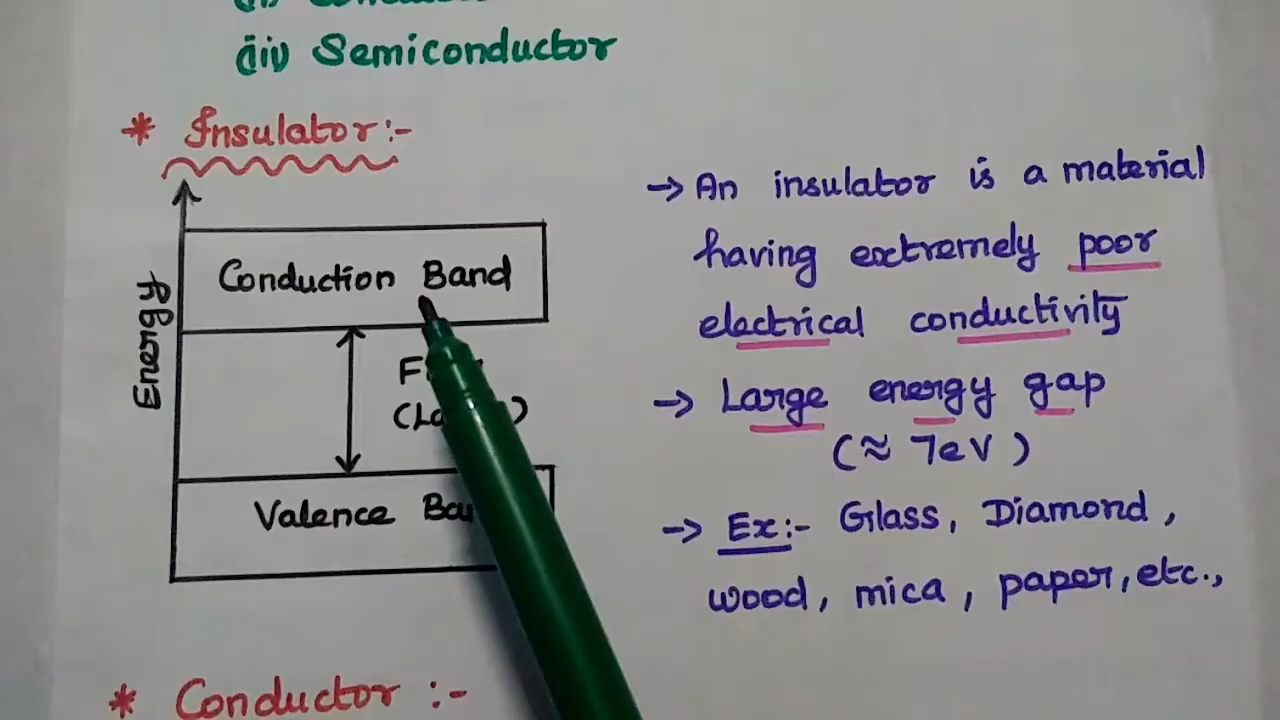 (iii) Semiconductor
* Insulator:-
→ An insulator is a material
having extremely poor
electrical conductivity
→ Large energy gap
(≈ 7eV)
→ Ex:- Glass, Diamond,
wood, mica, paper, etc.,
Energy
Conduction Band
Valence
* Conductor :-